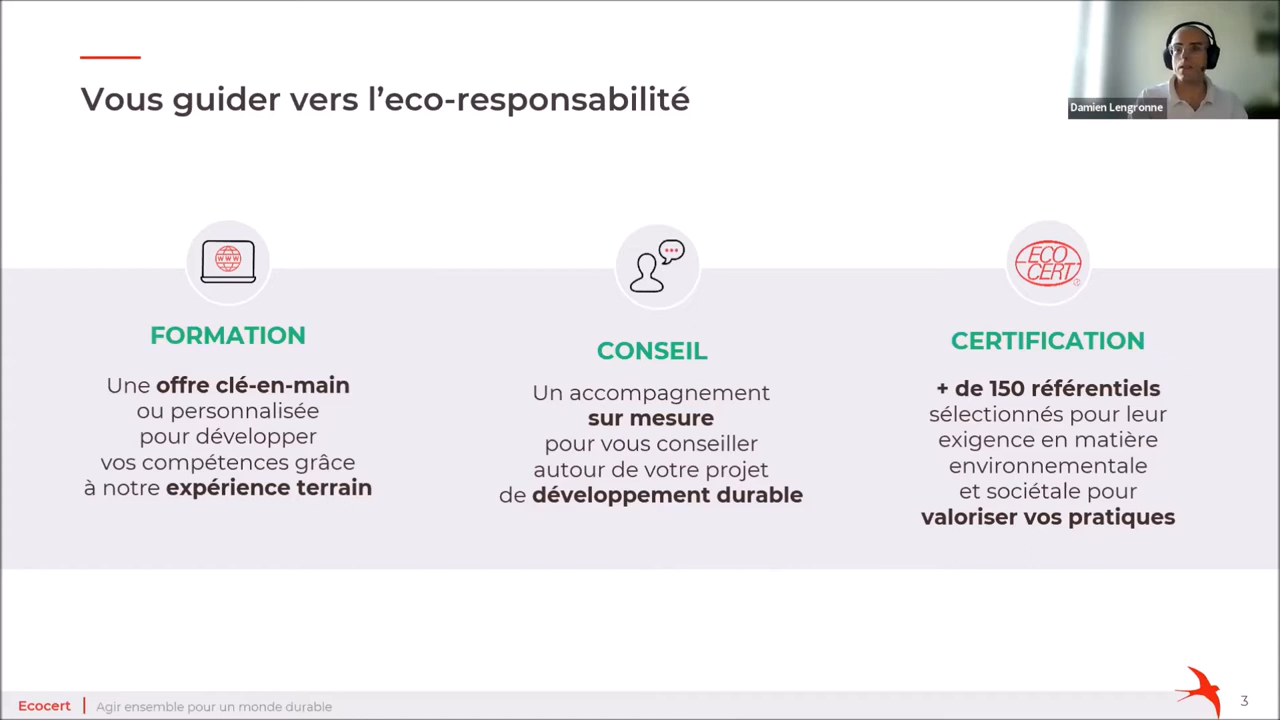 Vous guider vers l’eco-responsabilité
Damien Lengronne
WWW
FORMATION
Une offre clé-en-main
ou personnalisée
pour développer
vos compétences grâce
à notre expérience terrain
CONSEIL
Un accompagnement
sur mesure
pour vous conseiller
autour de votre projet
de développement durable
ECO
CERT
®
CERTIFICATION
+ de 150 référentiels
sélectionnés pour leur
exigence en matière
environnementale
et sociétale pour
valoriser vos pratiques
Ecocert | Agir ensemble pour un monde durable
3